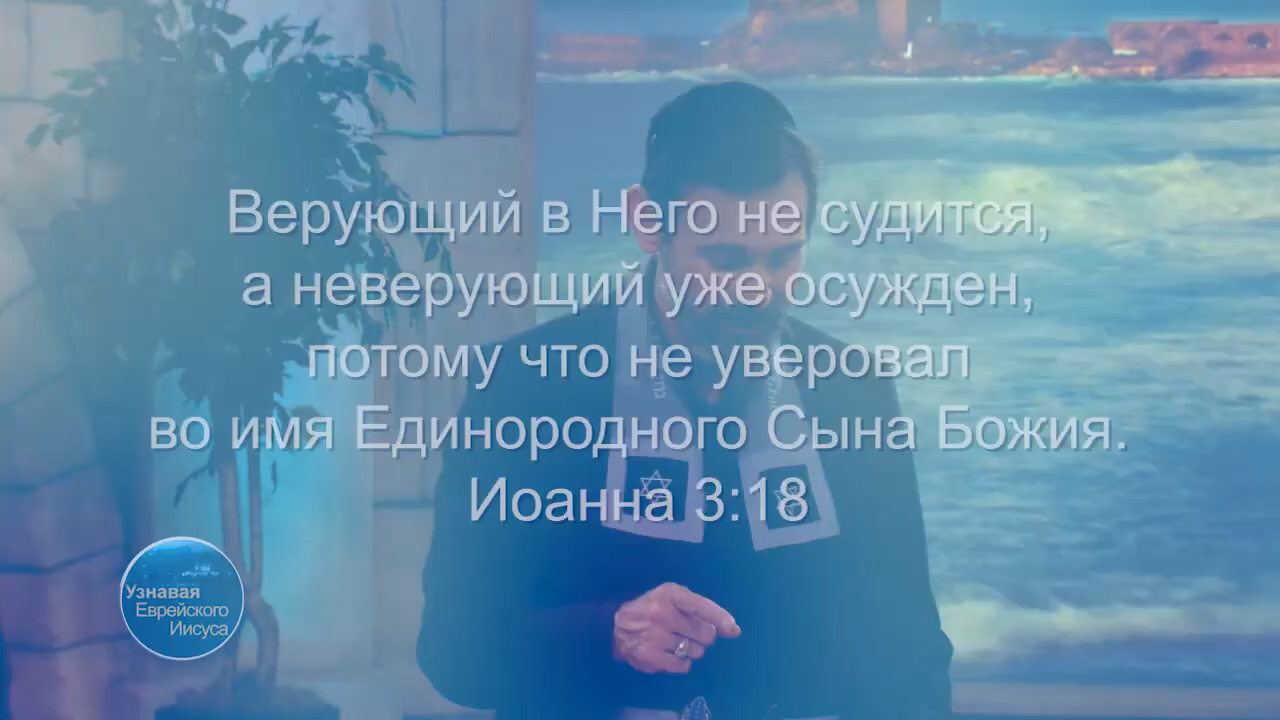 Верующий в Него не судится,
а неверующий уже осужден,
потому что не уверовал
во имя Единородного Сына Божия.
Иоанна 3:18
Узнавая
Еврейского
Иисуса